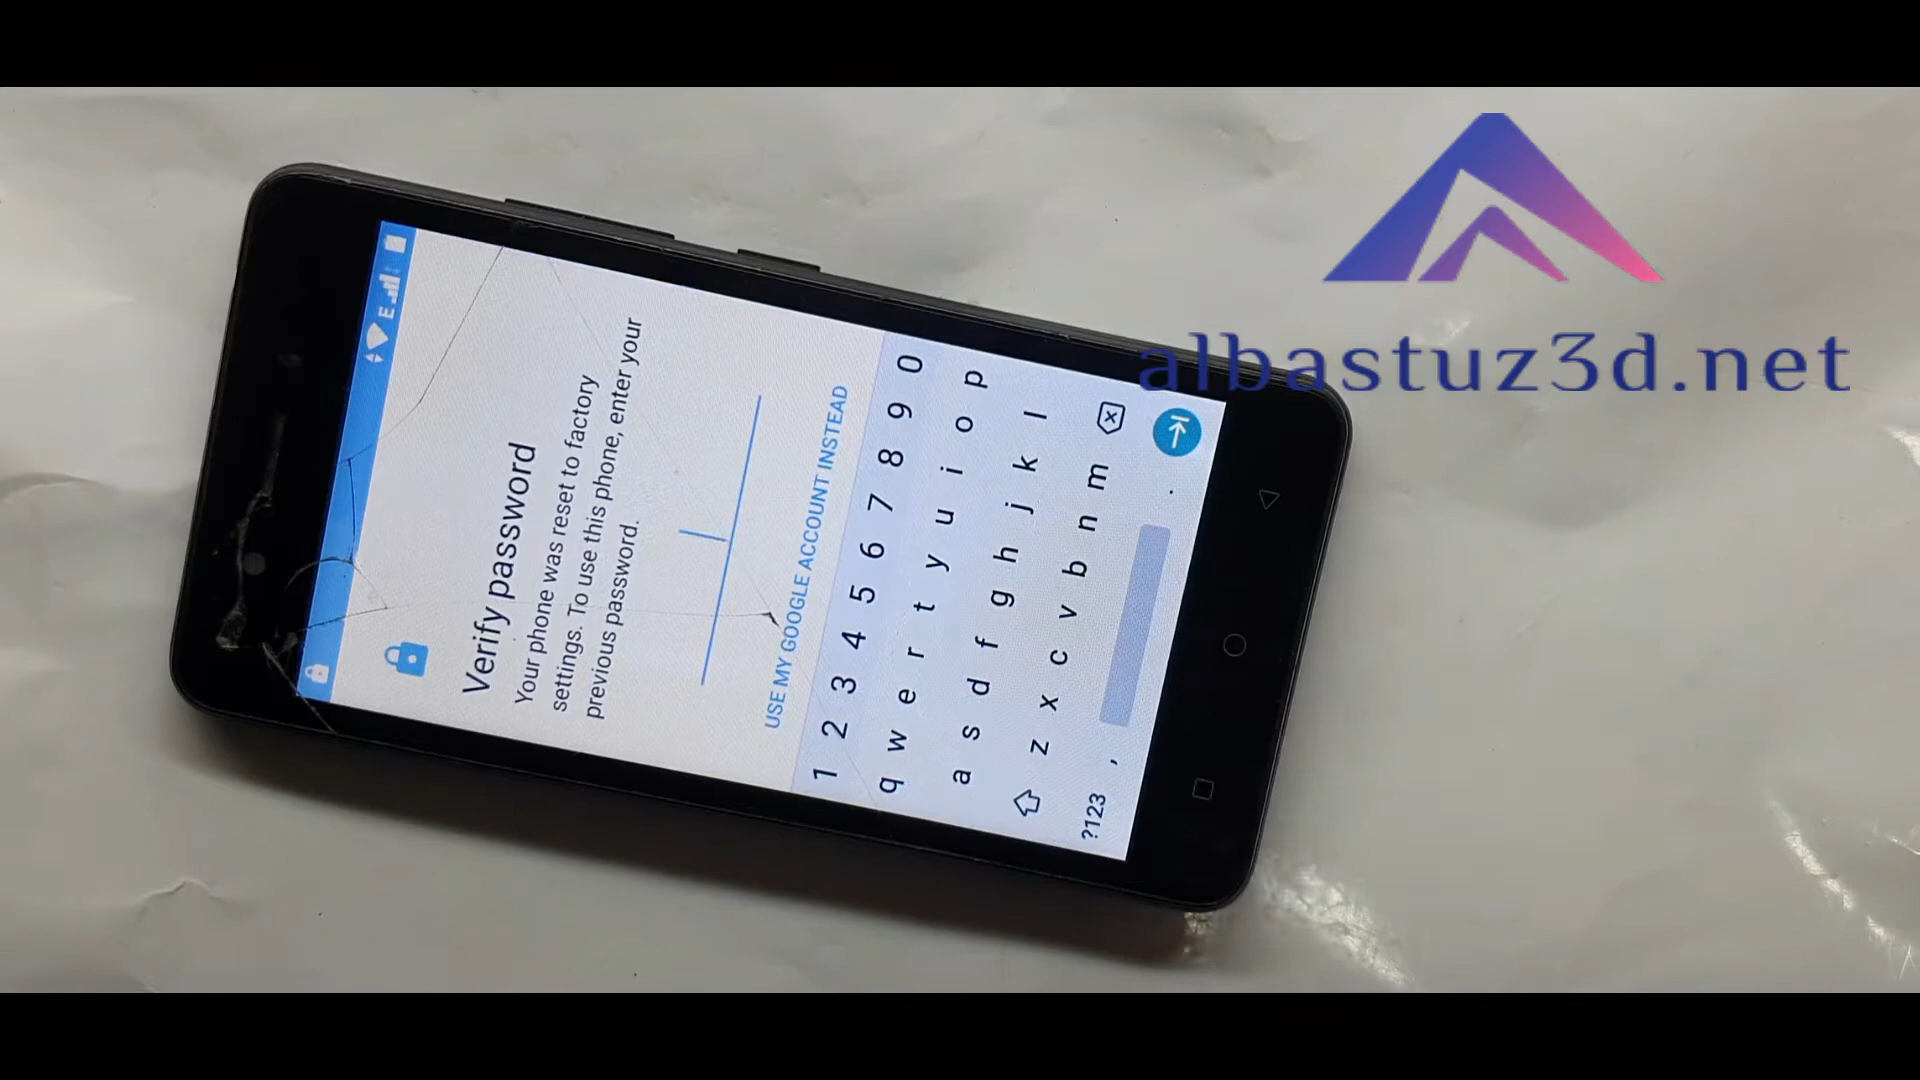 albastuz3d.net
E
Verify password
Your phone was reset to factory
settings. To use this phone, enter your
previous password.
USE MY GOOGLE ACCOUNT INSTEAD
1 2 3 4 5 6 7 8 9 0
q w e r t y u i o p
a s d f g h j k l
z x c v b n m
?123 , .